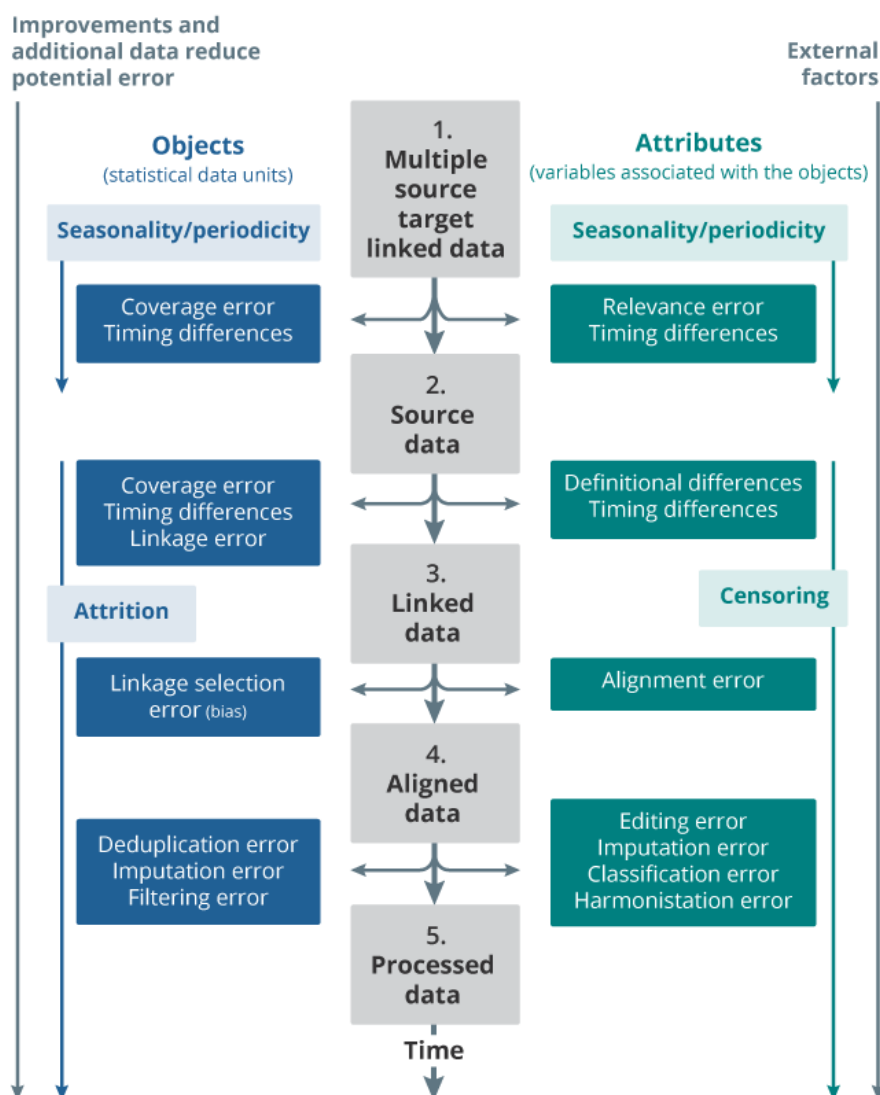 Improvements and
additional data reduce
potential error
External
factors
Objects
(statistical data units)
1.
Multiple
source
target
linked data
Attributes
(variables associated with the objects)
Seasonality/periodicity
Seasonality/periodicity
Coverage error
Timing differences
Relevance error
Timing differences
2.
Source
data
Coverage error
Timing differences
Linkage error
Definitional differences
Timing differences
3.
Linked
data
Attrition
Censoring
Linkage selection
error (bias)
Alignment error
4.
Aligned
data
Deduplication error
Imputation error
Filtering error
Editing error
Imputation error
Classification error
Harmonistation error
5.
Processed
data
Time